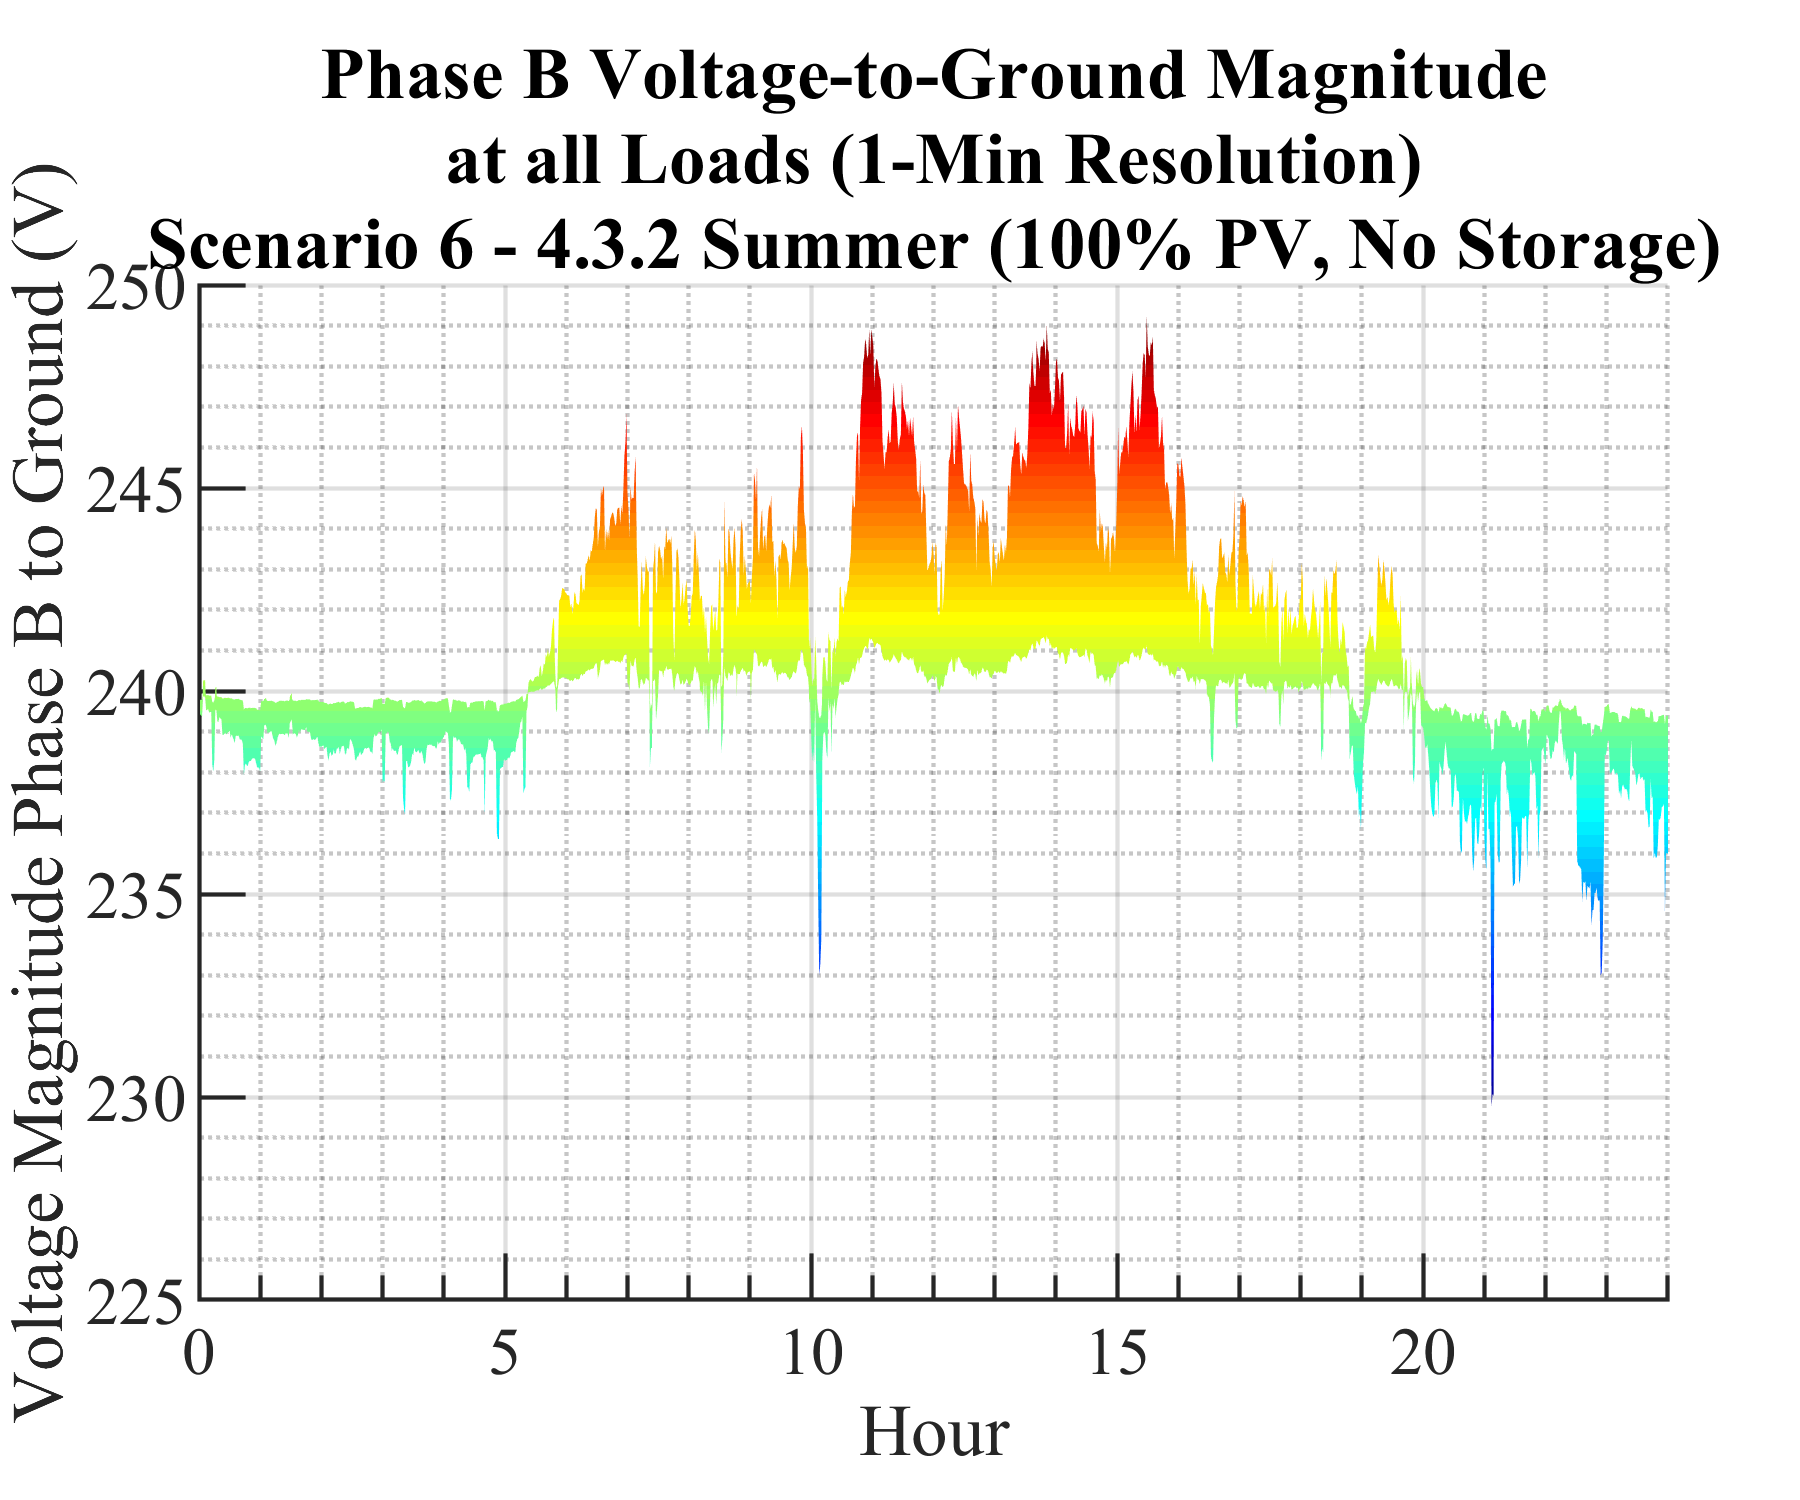 Phase B Voltage-to-Ground Magnitude
at all Loads (1-Min Resolution)
Scenario 6 - 4.3.2 Summer (100% PV, No Storage)
Voltage Magnitude Phase B to Ground (V)
250
245
240
235
230
225
0
5
10
15
20
Hour